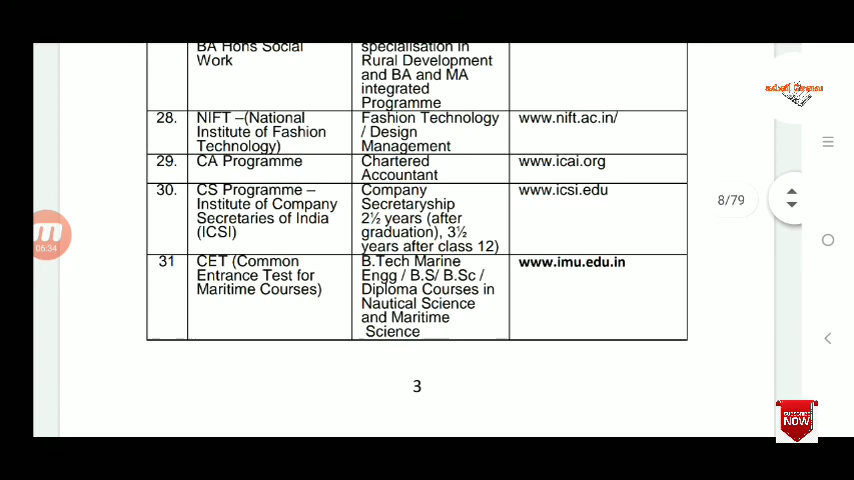 BA Hons Social
Work
specialisation in
Rural Development
and BA and MA
integrated
Programme
28.
NIFT –(National
Institute of Fashion
Technology)
Fashion Technology
/ Design
Management
www.nift.ac.in/
29.
CA Programme
Chartered
Accountant
www.icai.org
30.
CS Programme –
Institute of Company
Secretaries of India
(ICSI)
Company
Secretaryship
2½ years (after
graduation), 3½
years after class 12)
www.icsi.edu
31
CET (Common
Entrance Test for
Maritime Courses)
B.Tech Marine
Engg / B.S/ B.Sc /
Diploma Courses in
Nautical Science
and Maritime
Science
www.imu.edu.in
3
8/79
06:34
கல்வி சேவை
SUBSCRIBE
NOW